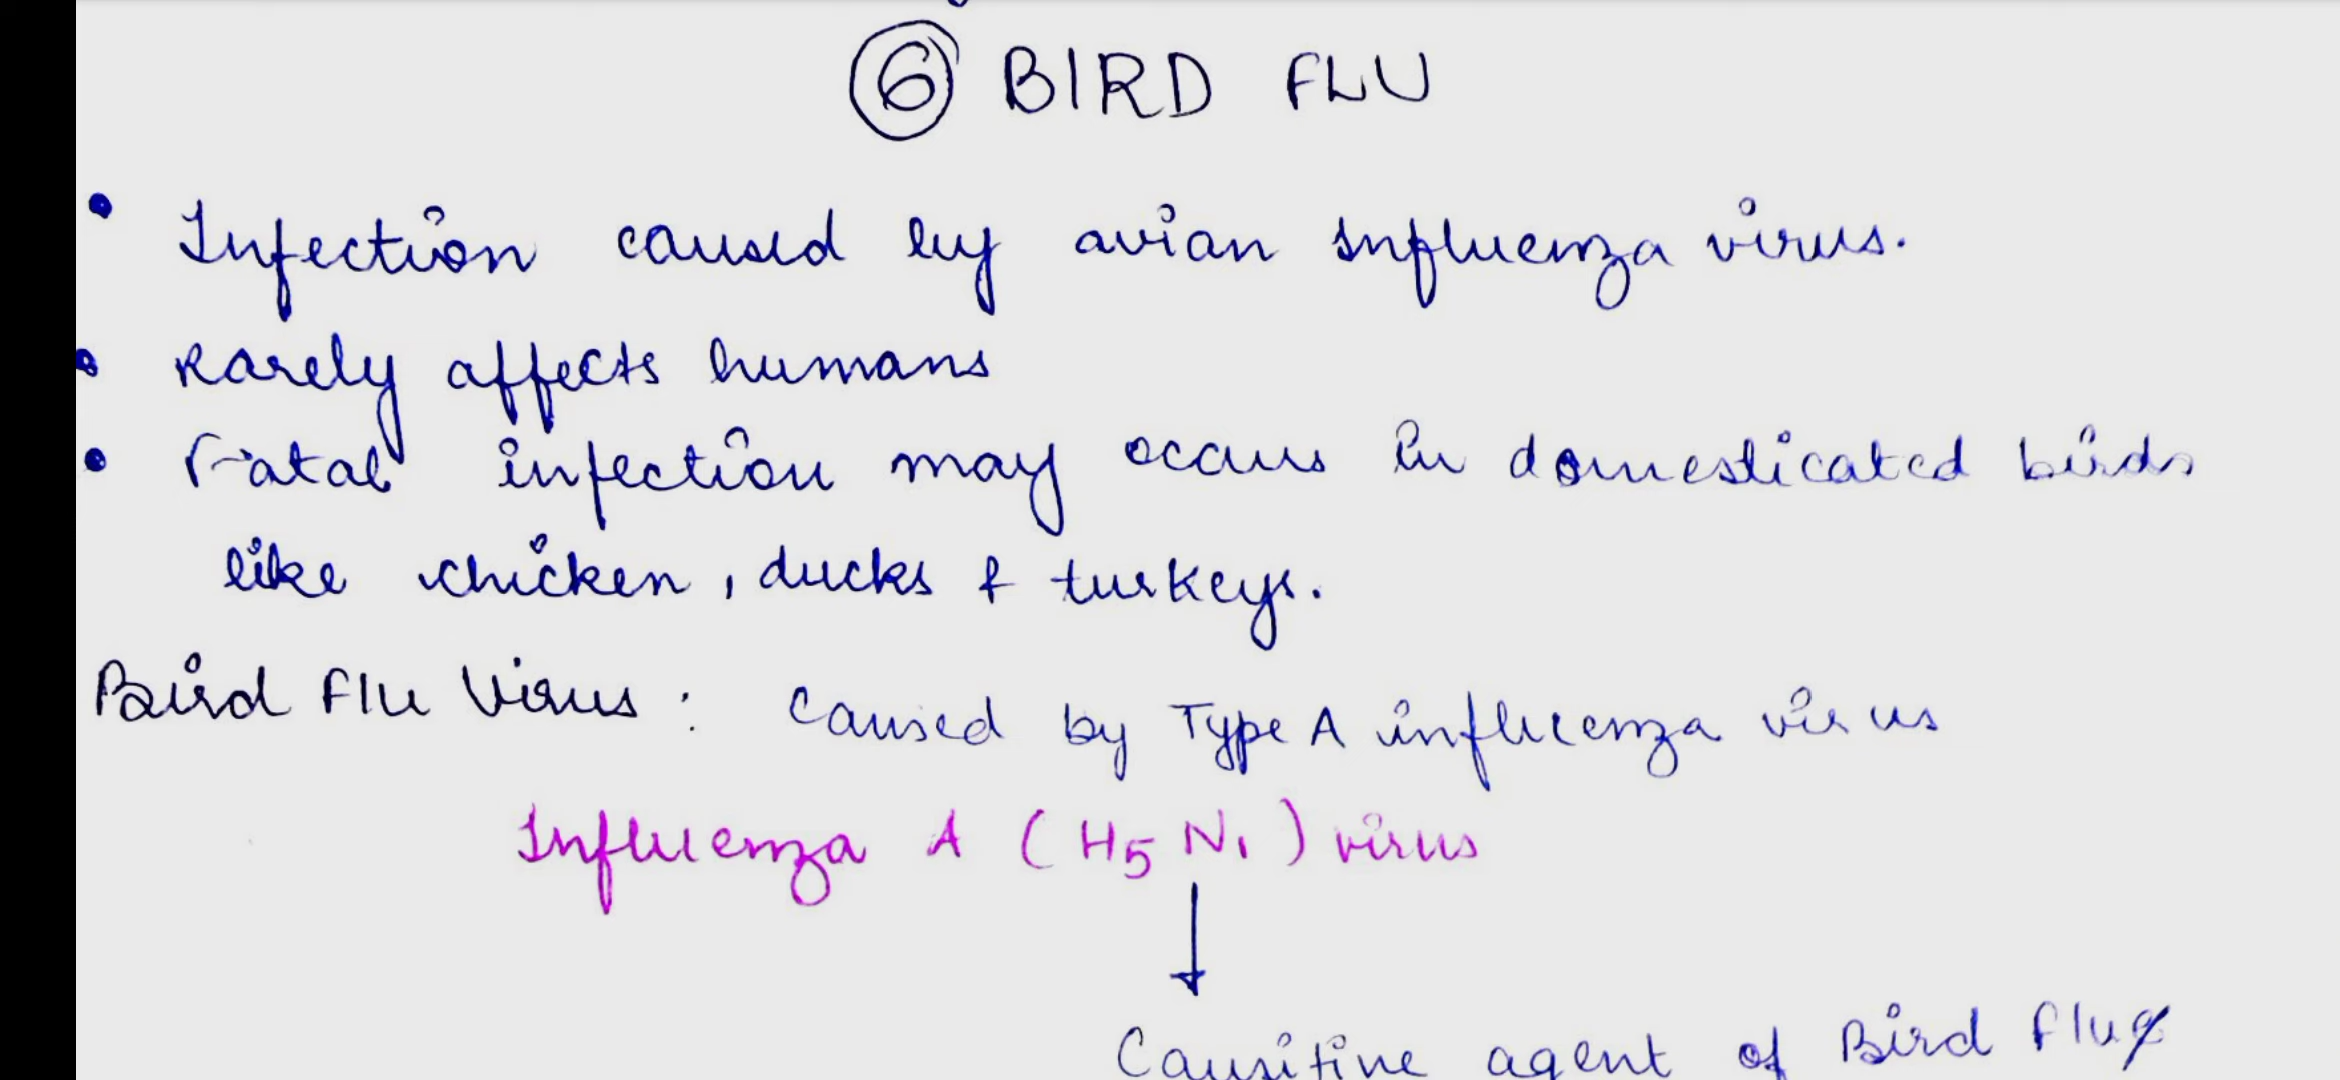 ⑥ BIRD FLU
• Infection caused by avian influenza virus.
• Rarely affects humans
• Fatal infection may occur in domesticated birds
like chicken, ducks & turkeys.
Bird Flu Virus : Caused by Type A influenza virus
Influenza A (H5N1) virus
↓
Causitive agent of Bird Flu